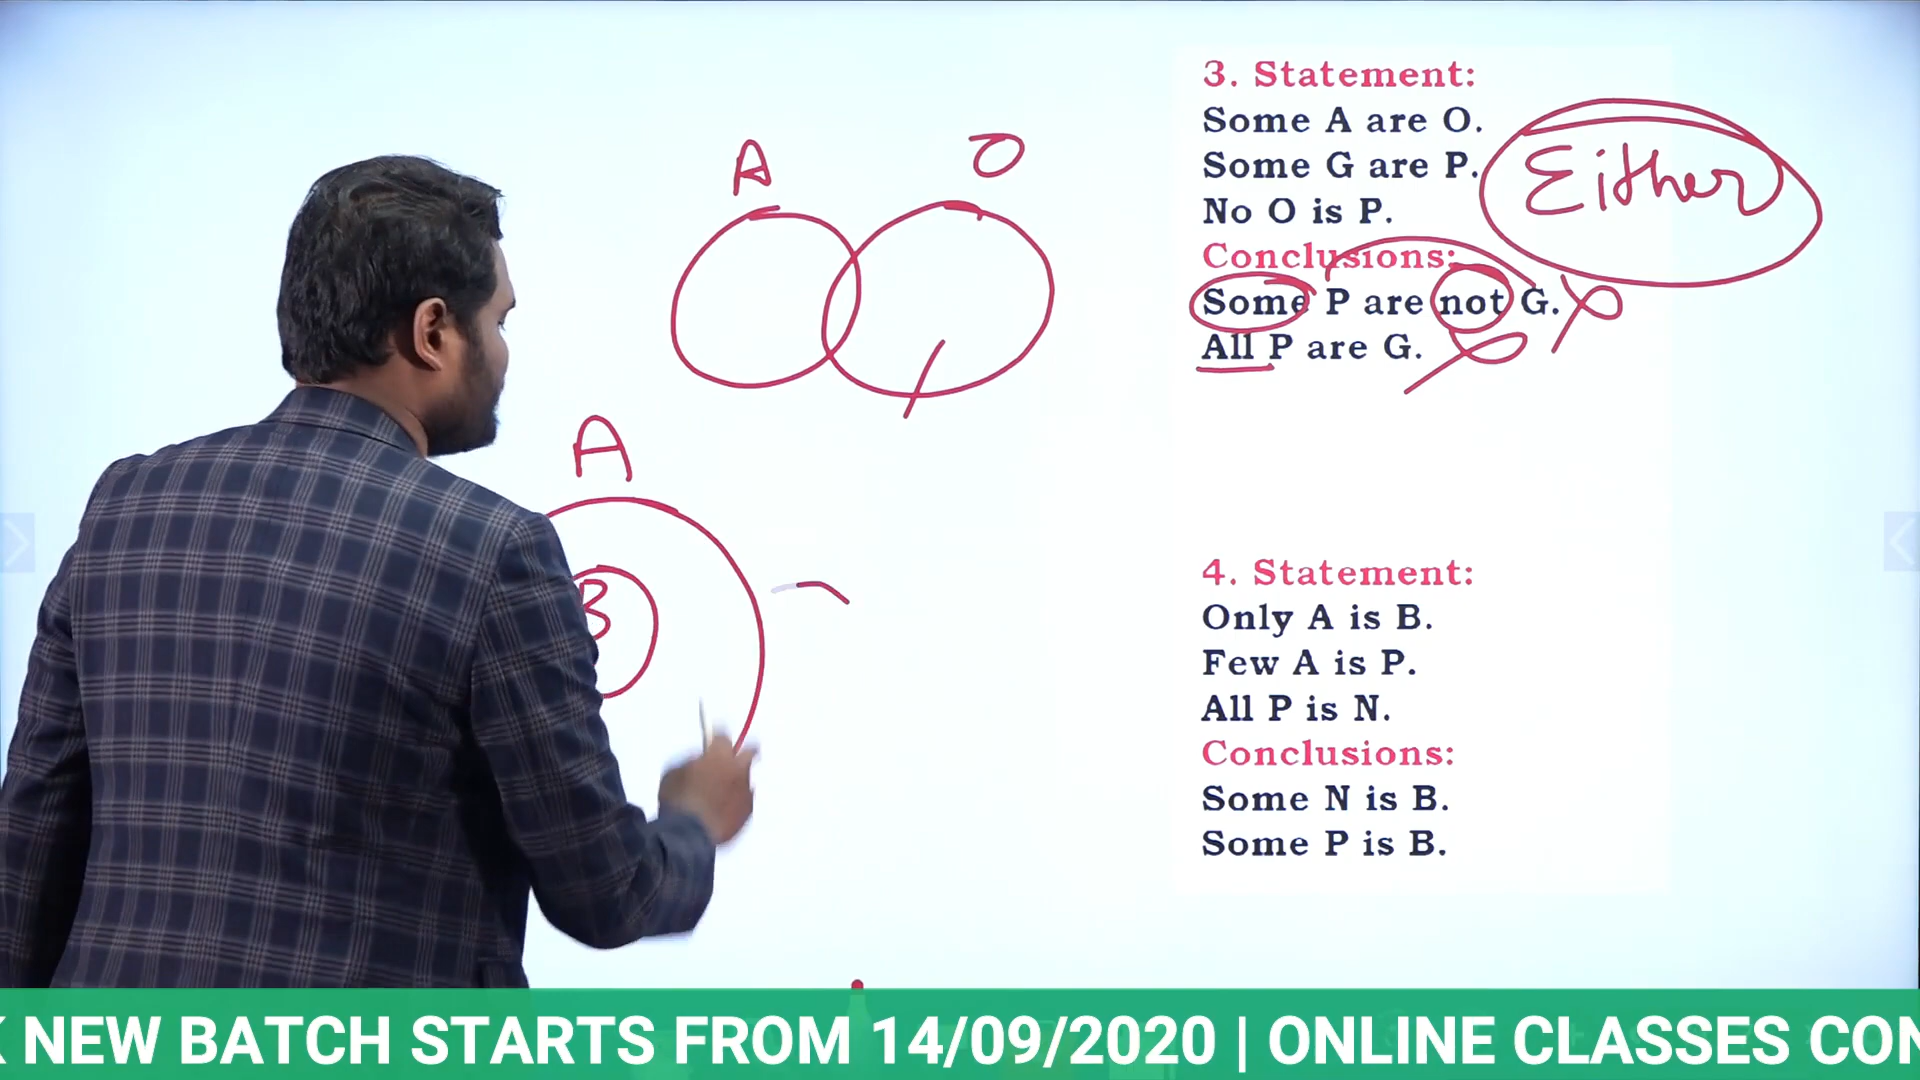 3. Statement:
Some A are O.
Some G are P.
No O is P.
Conclusions:
Some P are not G.
All P are G.
Either
A
O
A
B
4. Statement:
Only A is B.
Few A is P.
All P is N.
Conclusions:
Some N is B.
Some P is B.
NEW BATCH STARTS FROM 14/09/2020 | ONLINE CLASSES CON